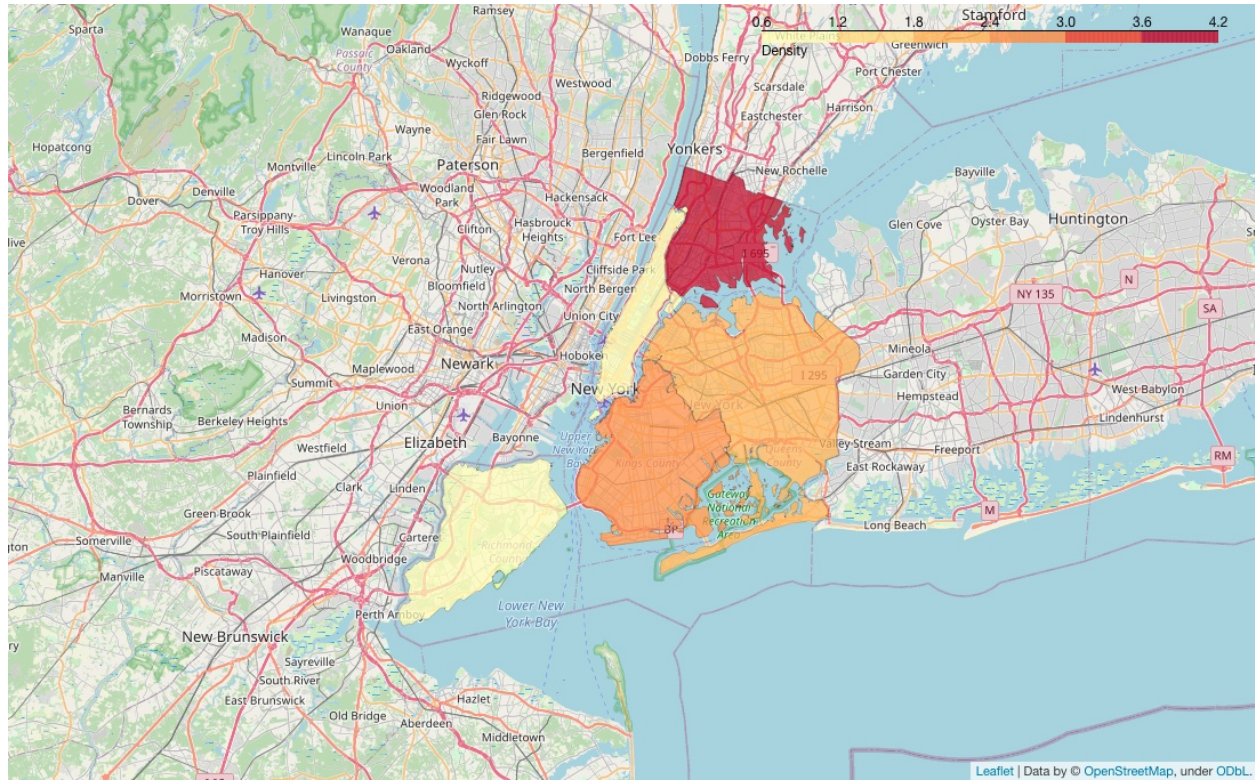 Sparta
Ramsey
Stamford
0.6 1.2 1.8 2.4 3.0 3.6 4.2
Density
White Plains
Greenwich
Wanaque
Oakland
Passaic
County
Wyckoff
Dobbs Ferry
Port Chester
Westwood
Scarsdale
Ridgewood
Glen Rock
Harrison
Eastchester
Wayne
Fair Lawn
Hopatcong
Lincoln Park
Bergenfield
Yonkers
Montville
Paterson
New Rochelle
Bayville
Denville
Woodland
Park
Hackensack
Dover
Parsippany-
Troy Hills
Clifton
Hasbrouck
Heights
Fort Lee
Glen Cove
Oyster Bay
Huntington
Verona
I 695
Hanover
Nutley
Cliffside Park
Bloomfield
North Bergen
N
Morristown
Livingston
North Arlington
NY 135
SA
Union City
East Orange
Madison
Hoboken
Mineola
Newark
Maplewood
Garden City
I 295
Summit
New York
West Babylon
Hempstead
Bernards
Township
Union
New York
Lindenhurst
Berkeley Heights
Elizabeth
Bayonne
Upper
New York
Bay
Valley Stream
Freeport
Westfield
Kings County
Queens
County
RM
East Rockaway
Plainfield
Clark
Linden
Gateway
National
Recreation
Area
M
Green Brook
Long Beach
BP
South Plainfield
Cartere
Somerville
Richmond
County
Woodbridge
Piscataway
Manville
Lower New
York Bay
Perth Amboy
New Brunswick
Sayreville
South River
East Brunswick
Hazlet
Old Bridge
Aberdeen
Middletown
Leaflet | Data by © OpenStreetMap, under ODbL.